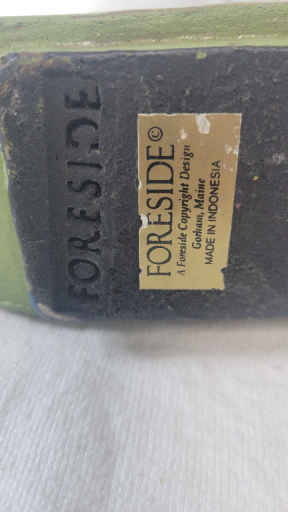 FORESIDE
FORESIDE©
A Foreside Copyright Design
Gorham, Maine
MADE IN INDONESIA